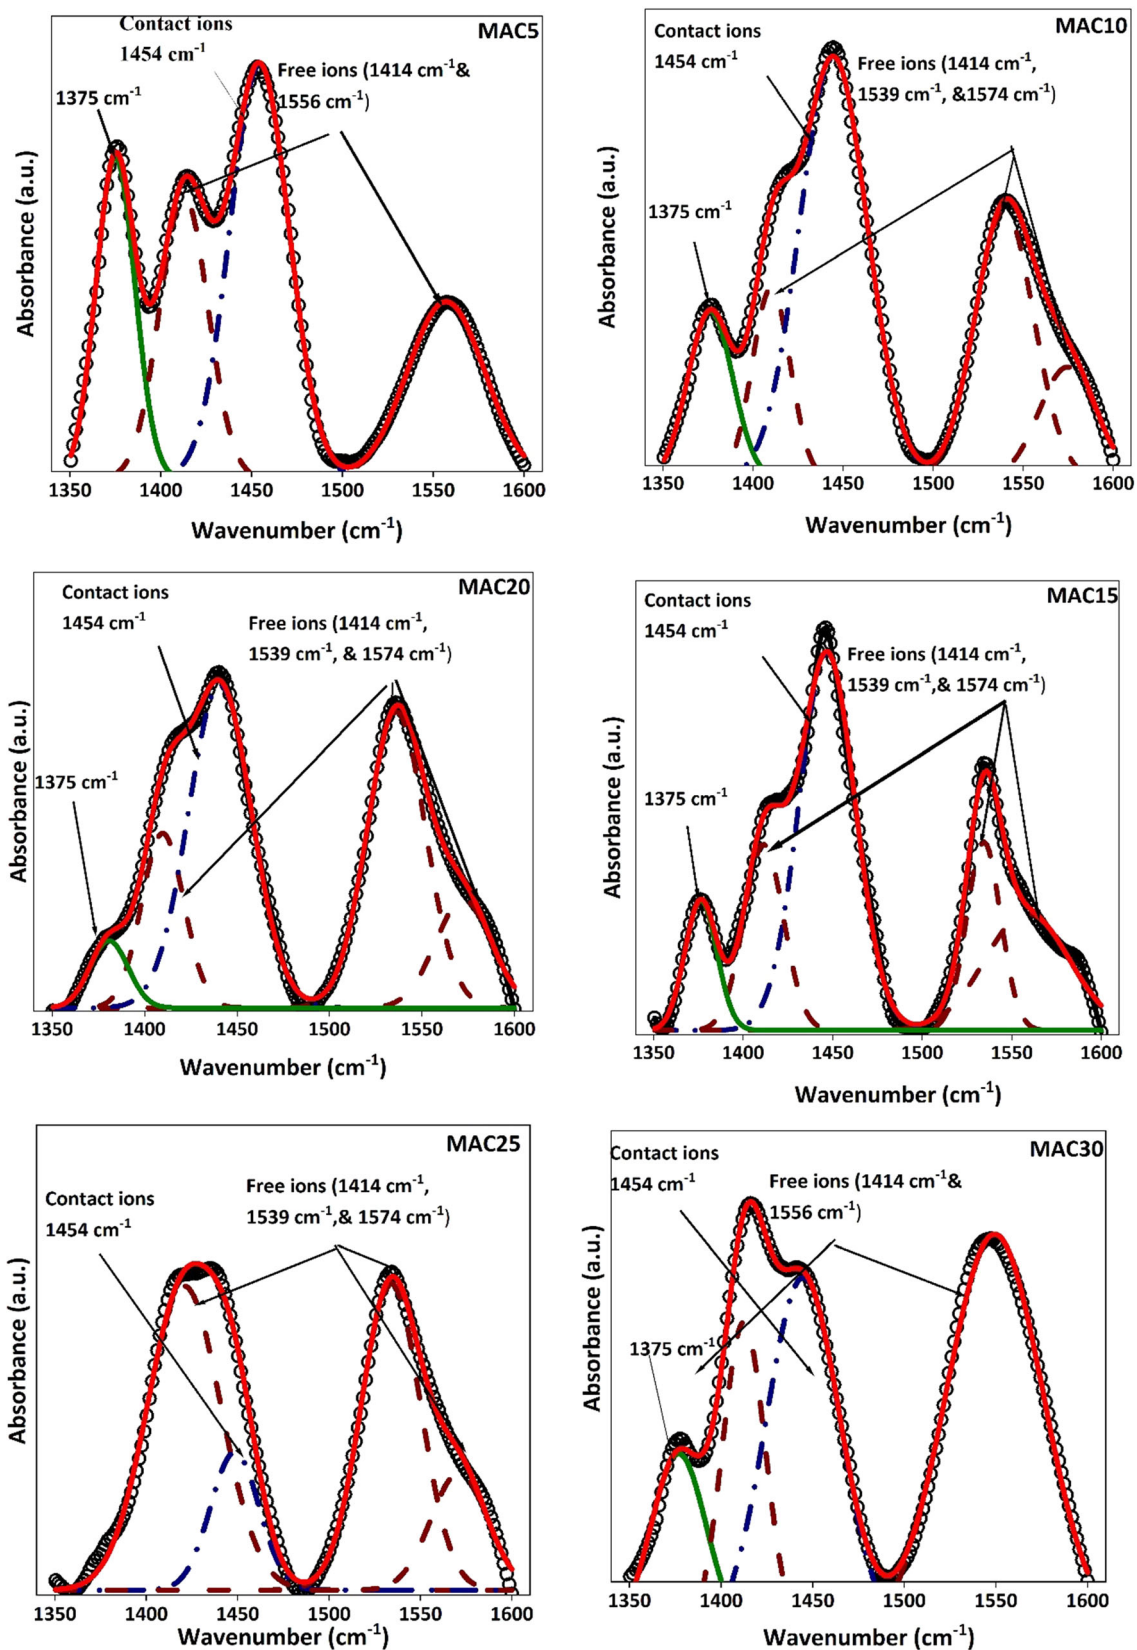 Contact ions
1454 cm⁻¹
MAC5
Free ions (1414 cm⁻¹&
1556 cm⁻¹)
1375 cm⁻¹
Absorbance (a.u.)
1350 1400 1450 1500 1550 1600
Wavenumber (cm⁻¹)
MAC10
Contact ions
1454 cm⁻¹
Free ions (1414 cm⁻¹,
1539 cm⁻¹, &1574 cm⁻¹)
1375 cm⁻¹
Absorbance (a.u.)
1350 1400 1450 1500 1550 1600
Wavenumber (cm⁻¹)
MAC20
Contact ions
1454 cm⁻¹
Free ions (1414 cm⁻¹,
1539 cm⁻¹, & 1574 cm⁻¹)
1375 cm⁻¹
Absorbance (a.u.)
1350 1400 1450 1500 1550 1600
Wavenumber (cm⁻¹)
MAC15
Contact ions
1454 cm⁻¹
Free ions (1414 cm⁻¹,
1539 cm⁻¹,& 1574 cm⁻¹)
1375 cm⁻¹
Absorbance (a.u.)
1350 1400 1450 1500 1550 1600
Wavenumber (cm⁻¹)
MAC25
Contact ions
1454 cm⁻¹
Free ions (1414 cm⁻¹,
1539 cm⁻¹,& 1574 cm⁻¹)
Absorbance (a.u.)
1350 1400 1450 1500 1550 1600
Wavenumber (cm⁻¹)
MAC30
Contact ions
1454 cm⁻¹
Free ions (1414 cm⁻¹&
1556 cm⁻¹)
1375 cm⁻¹
Absorbance (a.u.)
1350 1400 1450 1500 1550 1600
Wavenumber (cm⁻¹)